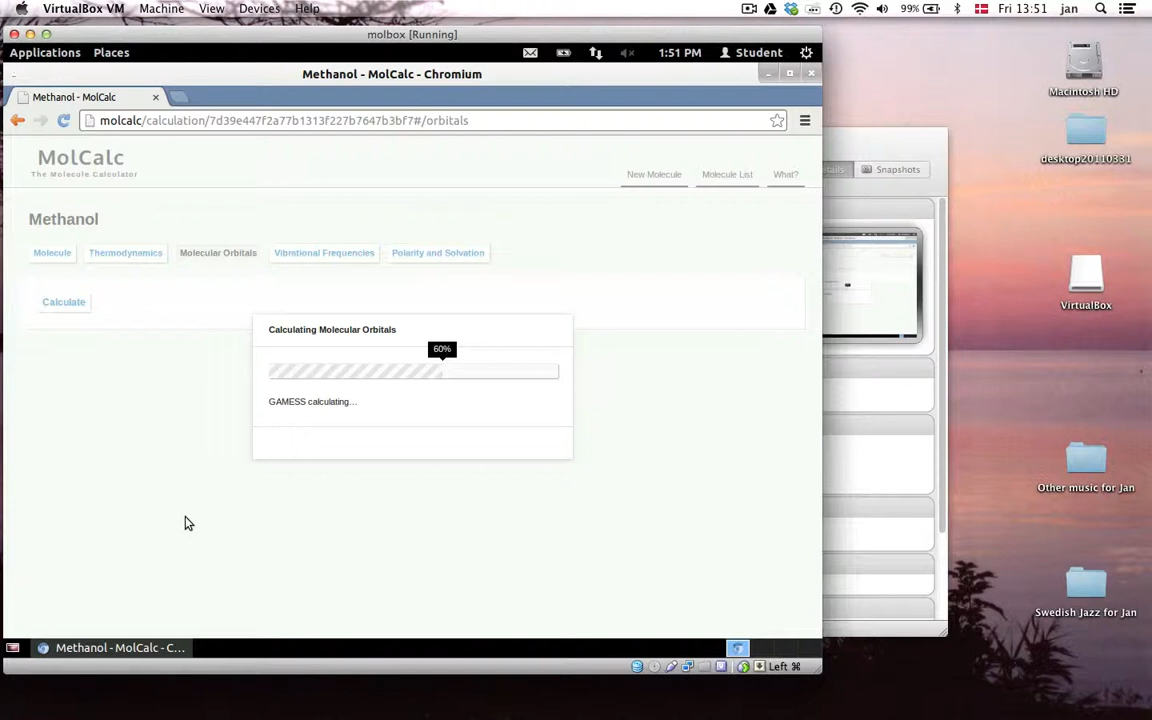 VirtualBox VM Machine View Devices Help 99% Fri 13:51 jan
molbox [Running]
Applications Places 1:51 PM Student
Methanol - MolCalc - Chromium
Methanol - MolCalc
molcalc/calculation/7d39e447f2a77b1313f227b7647b3bf7#/orbitals
MolCalc
The Molecule Calculator
New Molecule Molecule List What?
Methanol
Molecule Thermodynamics Molecular Orbitals Vibrational Frequencies Polarity and Solvation
Calculate
Calculating Molecular Orbitals
60%
GAMESS calculating...
Methanol - MolCalc - C...
Left ⌘
Snapshots
Macintosh HD
desktop20110331
VirtualBox
Other music for Jan
Swedish Jazz for Jan